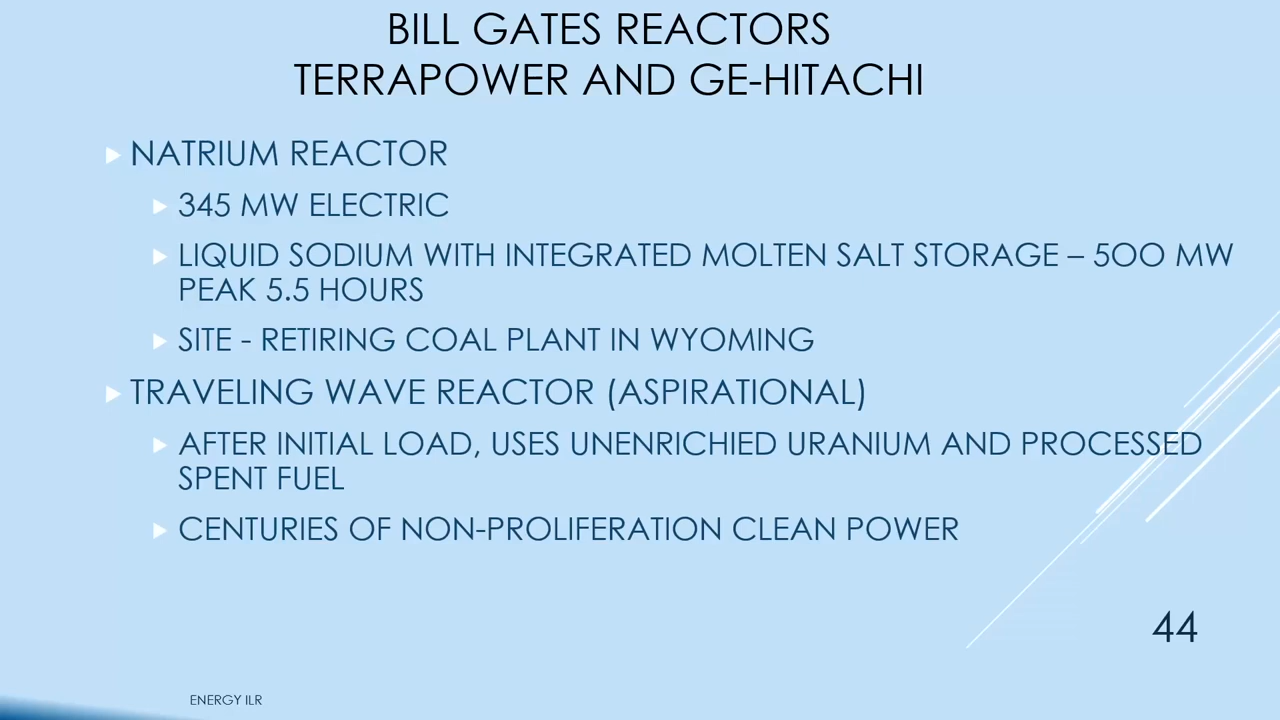 BILL GATES REACTORS
TERRAPOWER AND GE-HITACHI
NATRIUM REACTOR
345 MW ELECTRIC
LIQUID SODIUM WITH INTEGRATED MOLTEN SALT STORAGE – 5OO MW
PEAK 5.5 HOURS
SITE - RETIRING COAL PLANT IN WYOMING
TRAVELING WAVE REACTOR (ASPIRATIONAL)
AFTER INITIAL LOAD, USES UNENRICHIED URANIUM AND PROCESSED
SPENT FUEL
CENTURIES OF NON-PROLIFERATION CLEAN POWER
44
ENERGY ILR